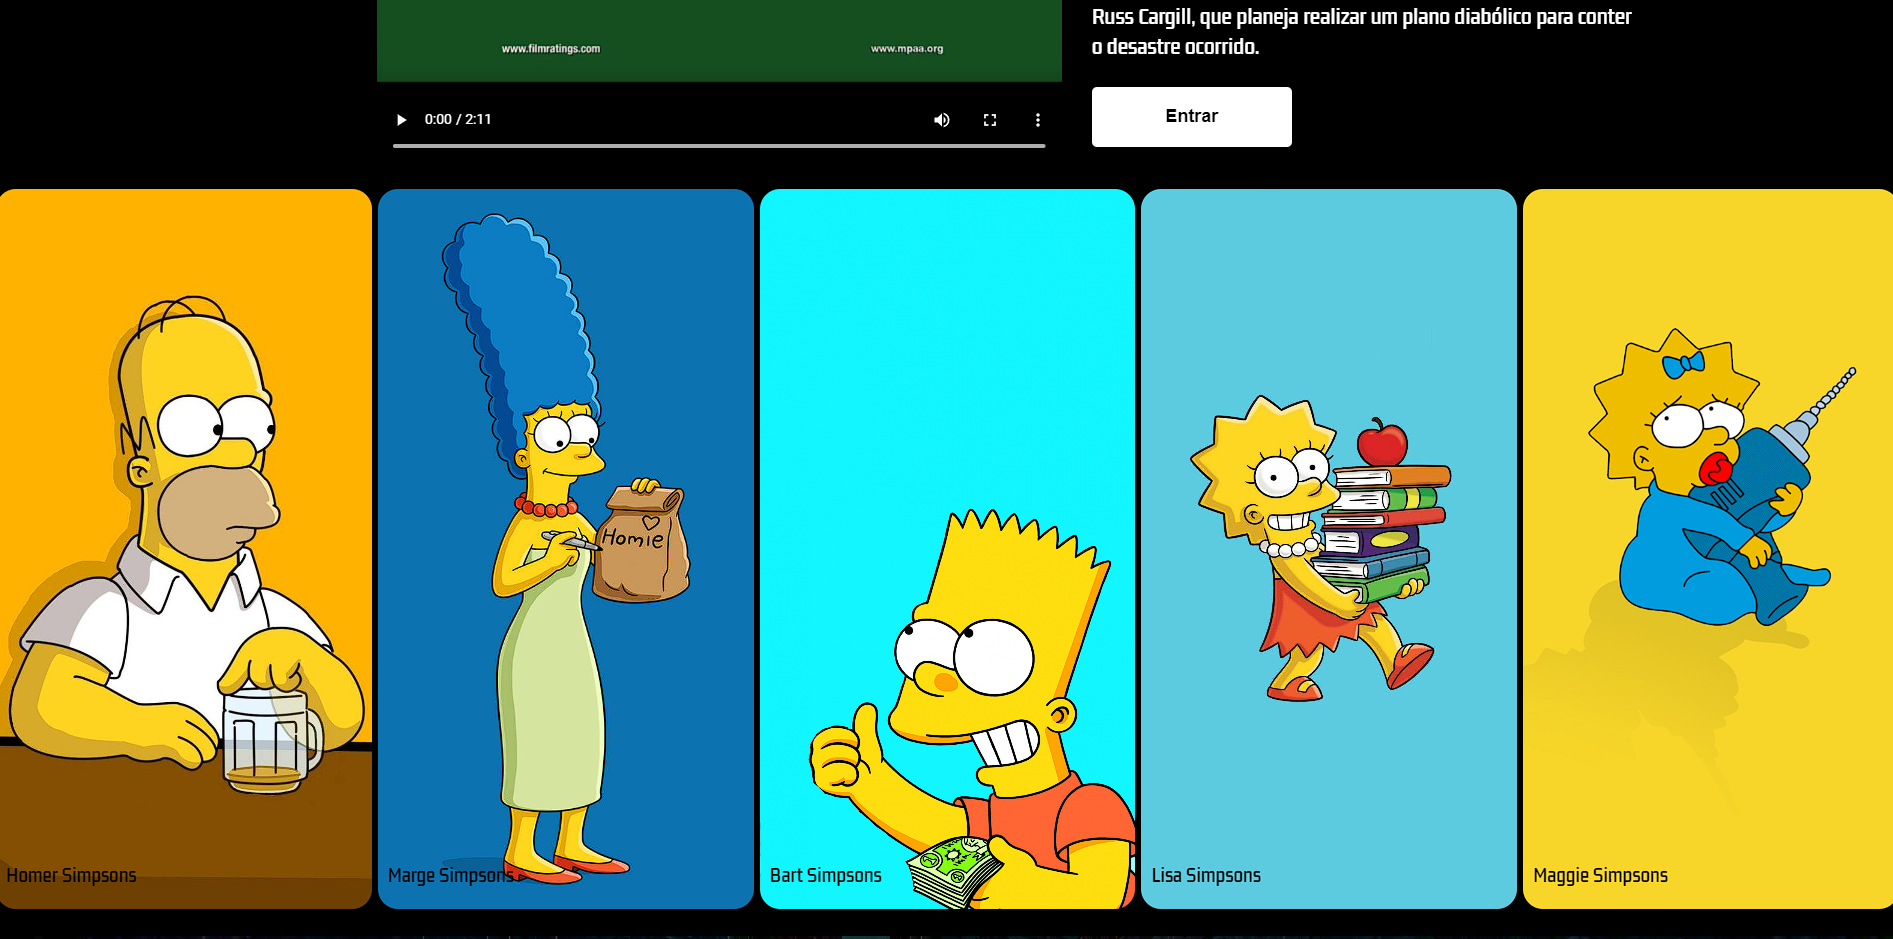 Russ Cargill, que planeja realizar um plano diabólico para conter
o desastre ocorrido.
www.filmratings.com
www.mpaa.org
Entrar
0:00 / 2:11
Homie
Homer Simpsons
Marge Simpsons
Bart Simpsons
Lisa Simpsons
Maggie Simpsons